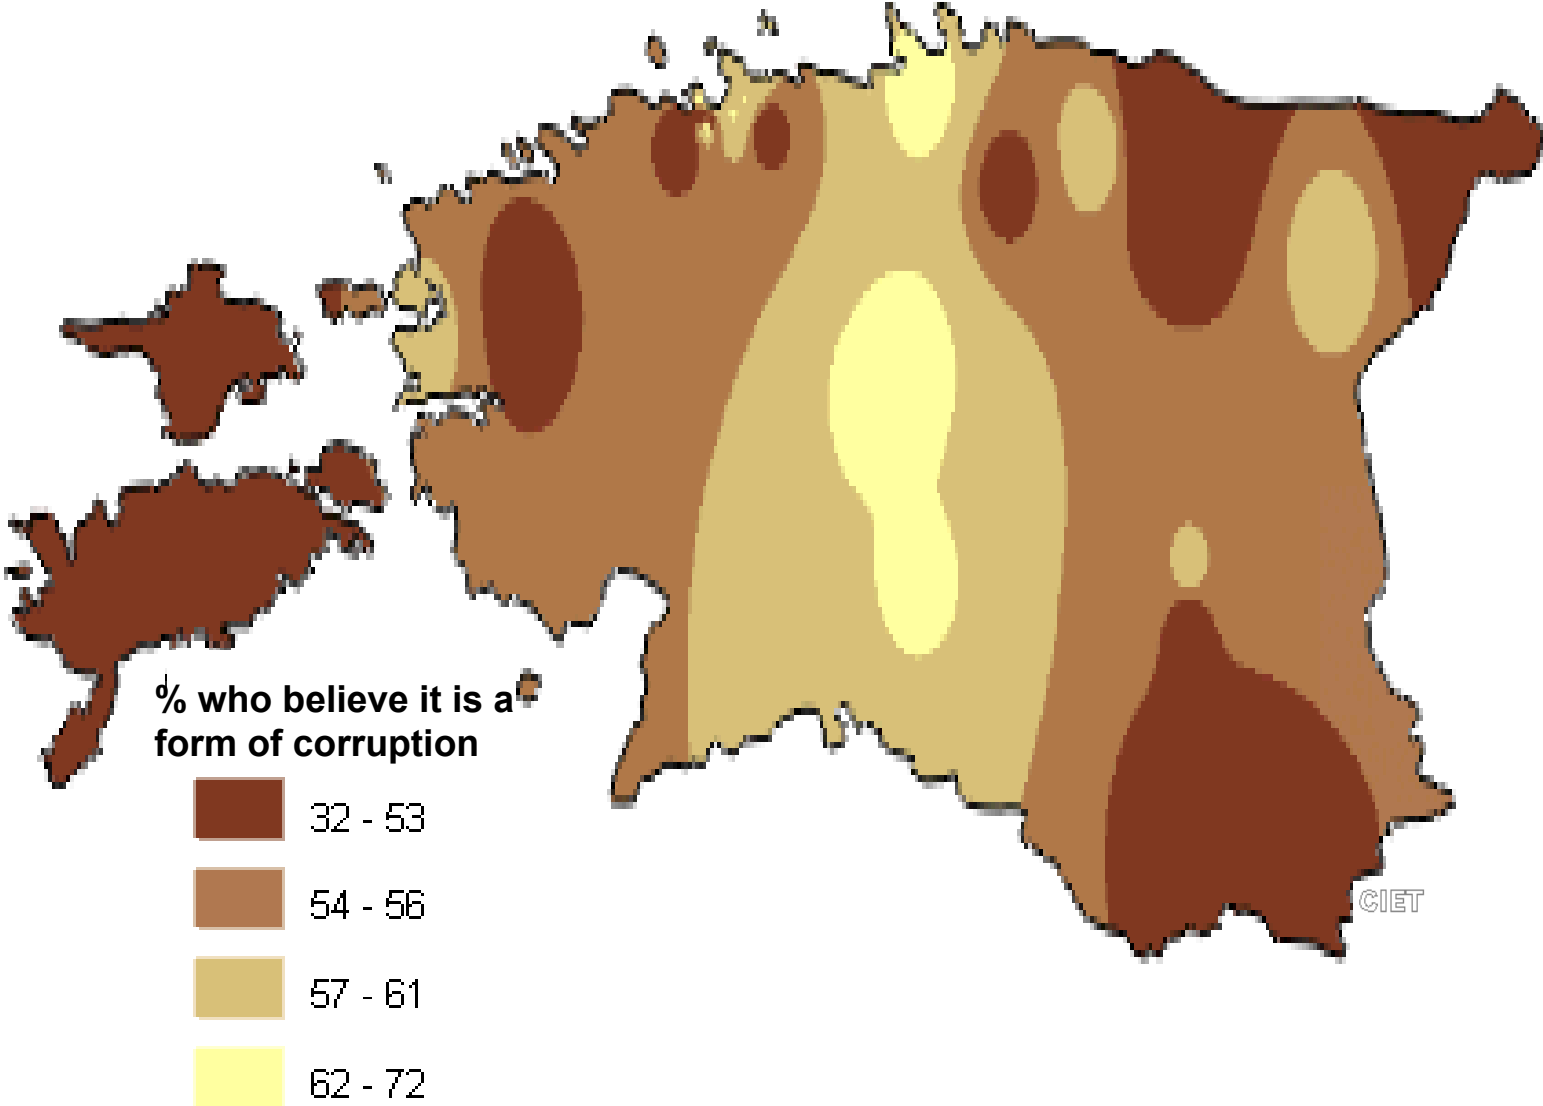 % who believe it is a
form of corruption
32 - 53
54 - 56
57 - 61
62 - 72
CIET